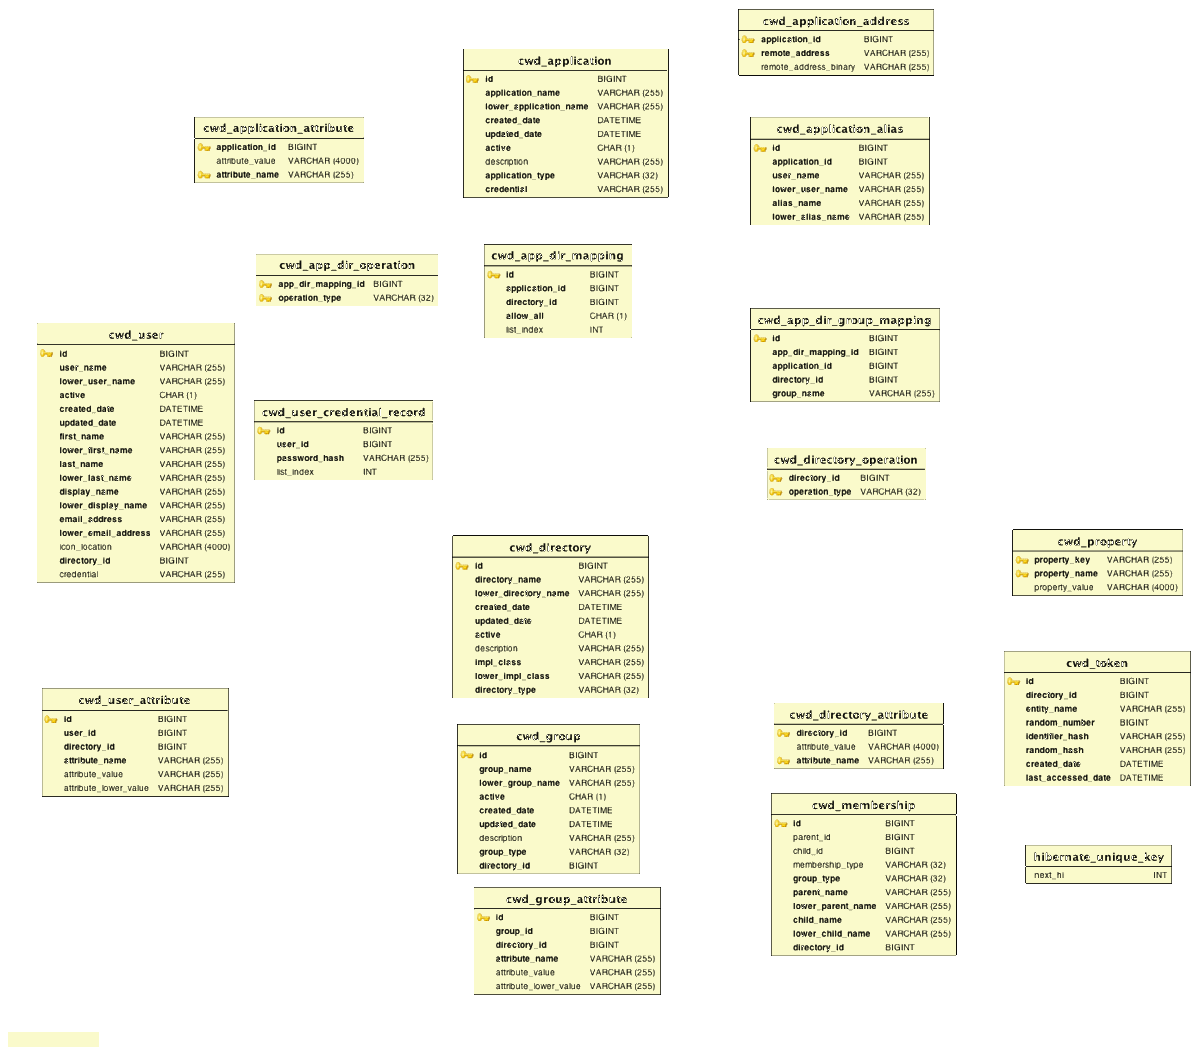 cwd_application_address
application_id BIGINT
remote_address VARCHAR (255)
remote_address_binary VARCHAR (255)
cwd_application
id BIGINT
application_name VARCHAR (255)
lower_application_name VARCHAR (255)
created_date DATETIME
updated_date DATETIME
active CHAR (1)
description VARCHAR (255)
application_type VARCHAR (32)
credential VARCHAR (255)
cwd_application_attribute
application_id BIGINT
attribute_value VARCHAR (4000)
attribute_name VARCHAR (255)
cwd_application_alias
id BIGINT
application_id BIGINT
user_name VARCHAR (255)
lower_user_name VARCHAR (255)
alias_name VARCHAR (255)
lower_alias_name VARCHAR (255)
cwd_app_dir_operation
app_dir_mapping_id BIGINT
operation_type VARCHAR (32)
cwd_app_dir_mapping
id BIGINT
application_id BIGINT
directory_id BIGINT
allow_all CHAR (1)
list_index INT
cwd_app_dir_group_mapping
id BIGINT
app_dir_mapping_id BIGINT
application_id BIGINT
directory_id BIGINT
group_name VARCHAR (255)
cwd_user
id BIGINT
user_name VARCHAR (255)
lower_user_name VARCHAR (255)
active CHAR (1)
created_date DATETIME
updated_date DATETIME
first_name VARCHAR (255)
lower_first_name VARCHAR (255)
last_name VARCHAR (255)
lower_last_name VARCHAR (255)
display_name VARCHAR (255)
lower_display_name VARCHAR (255)
email_address VARCHAR (255)
lower_email_address VARCHAR (255)
icon_location VARCHAR (4000)
directory_id BIGINT
credential VARCHAR (255)
cwd_user_credential_record
id BIGINT
user_id BIGINT
password_hash VARCHAR (255)
list_index INT
cwd_directory_operation
directory_id BIGINT
operation_type VARCHAR (32)
cwd_directory
id BIGINT
directory_name VARCHAR (255)
lower_directory_name VARCHAR (255)
created_date DATETIME
updated_date DATETIME
active CHAR (1)
description VARCHAR (255)
impl_class VARCHAR (255)
lower_impl_class VARCHAR (255)
directory_type VARCHAR (32)
cwd_property
property_key VARCHAR (255)
property_name VARCHAR (255)
property_value VARCHAR (4000)
cwd_token
id BIGINT
directory_id BIGINT
entity_name VARCHAR (255)
random_number BIGINT
identifier_hash VARCHAR (255)
random_hash VARCHAR (255)
created_date DATETIME
last_accessed_date DATETIME
cwd_user_attribute
id BIGINT
user_id BIGINT
directory_id BIGINT
attribute_name VARCHAR (255)
attribute_value VARCHAR (255)
attribute_lower_value VARCHAR (255)
cwd_directory_attribute
directory_id BIGINT
attribute_value VARCHAR (4000)
attribute_name VARCHAR (255)
cwd_group
id BIGINT
group_name VARCHAR (255)
lower_group_name VARCHAR (255)
active CHAR (1)
created_date DATETIME
updated_date DATETIME
description VARCHAR (255)
group_type VARCHAR (32)
directory_id BIGINT
cwd_membership
id BIGINT
parent_id BIGINT
child_id BIGINT
membership_type VARCHAR (32)
group_type VARCHAR (32)
parent_name VARCHAR (255)
lower_parent_name VARCHAR (255)
child_name VARCHAR (255)
lower_child_name VARCHAR (255)
directory_id BIGINT
hibernate_unique_key
next_hi INT
cwd_group_attribute
id BIGINT
group_id BIGINT
directory_id BIGINT
attribute_name VARCHAR (255)
attribute_value VARCHAR (255)
attribute_lower_value VARCHAR (255)